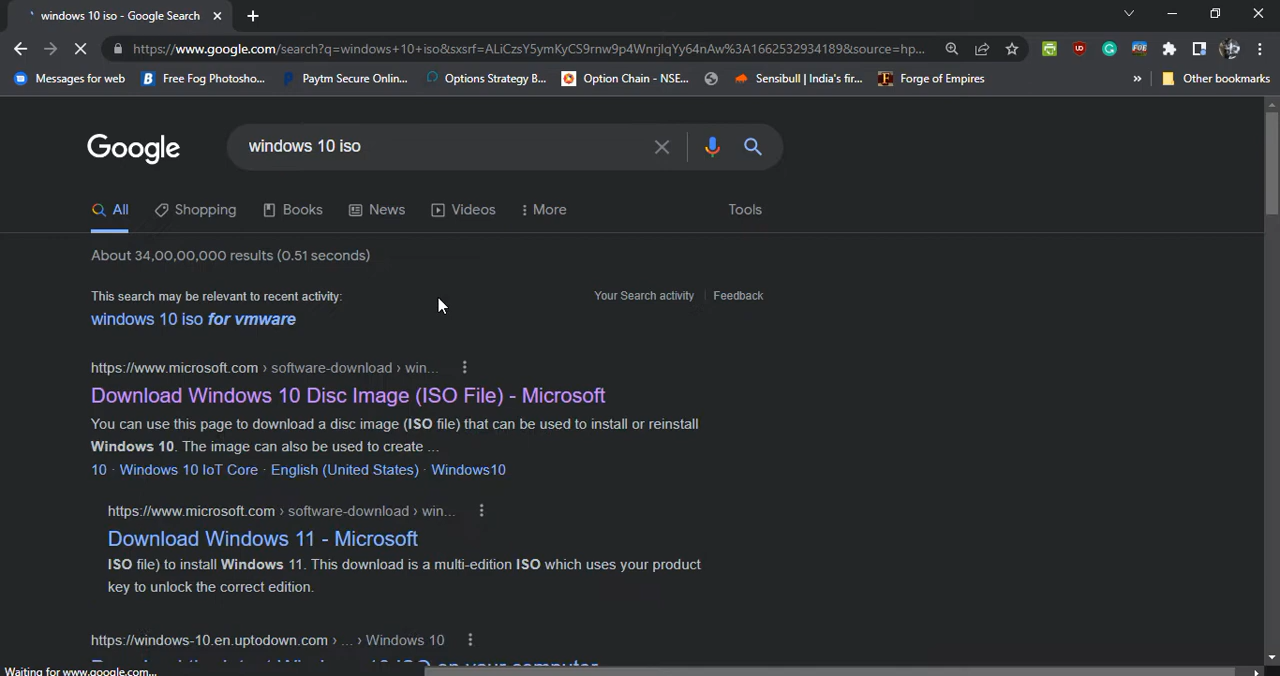 windows 10 iso - Google Search
https://www.google.com/search?q=windows+10+iso&sxsrf=ALiCzsY5ymKyCS9rnw9p4WnrjlqYy64nAw%3A1662532934189&source=hp...
Messages for web
Free Fog Photosho...
Paytm Secure Onlin...
Options Strategy B...
Option Chain - NSE...
Sensibull | India's fir...
Forge of Empires
»
Other bookmarks
Google
windows 10 iso
All
Shopping
Books
News
Videos
More
Tools
About 34,00,00,000 results (0.51 seconds)
This search may be relevant to recent activity:
Your Search activity
Feedback
windows 10 iso for vmware
https://www.microsoft.com › software-download › win...
Download Windows 10 Disc Image (ISO File) - Microsoft
You can use this page to download a disc image (ISO file) that can be used to install or reinstall
Windows 10. The image can also be used to create ...
10 · Windows 10 IoT Core · English (United States) · Windows10
https://www.microsoft.com › software-download › win...
Download Windows 11 - Microsoft
ISO file) to install Windows 11. This download is a multi-edition ISO which uses your product
key to unlock the correct edition.
https://windows-10.en.uptodown.com › ... › Windows 10
Download the latest Windows 10 ISO on your computer
Waiting for www.google.com...